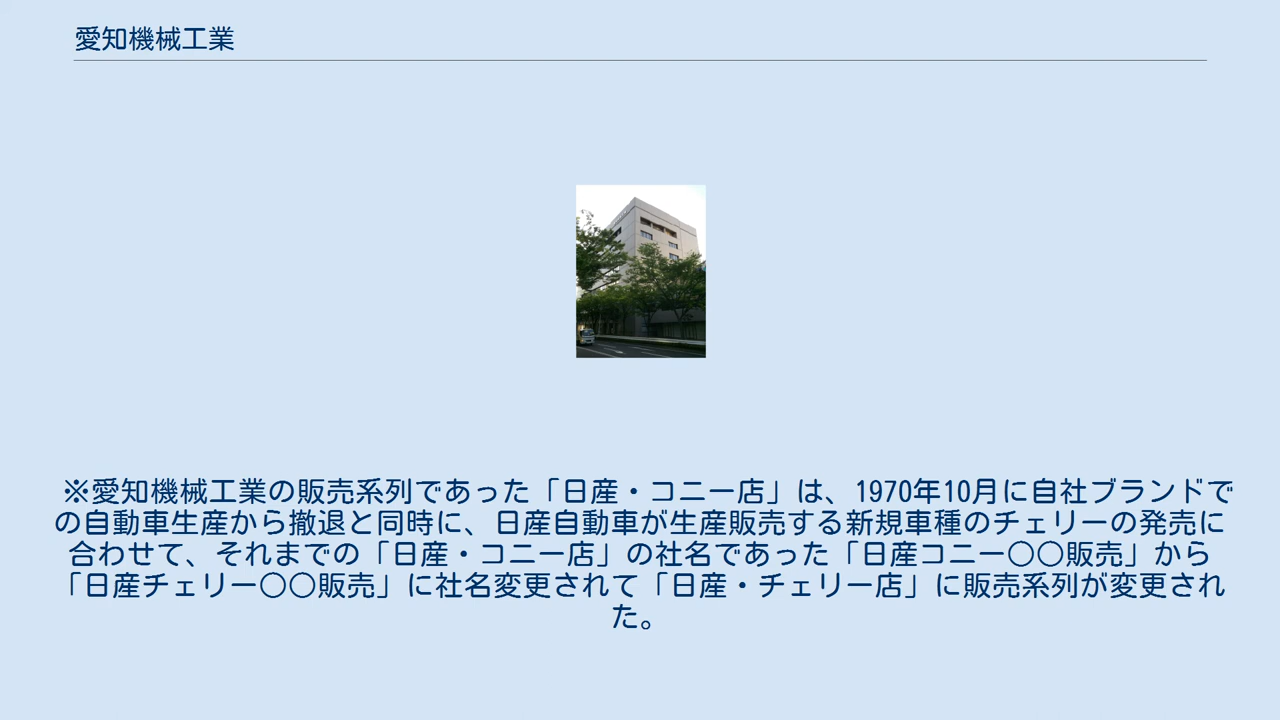 愛知機械工業
※愛知機械工業の販売系列であった「日産・コニー店」は、1970年10月に自社ブランドで
の自動車生産から撤退と同時に、日産自動車が生産販売する新規車種のチェリーの発売に
合わせて、それまでの「日産・コニー店」の社名であった「日産コニー〇〇販売」から
「日産チェリー〇〇販売」に社名変更されて「日産・チェリー店」に販売系列が変更され
た。